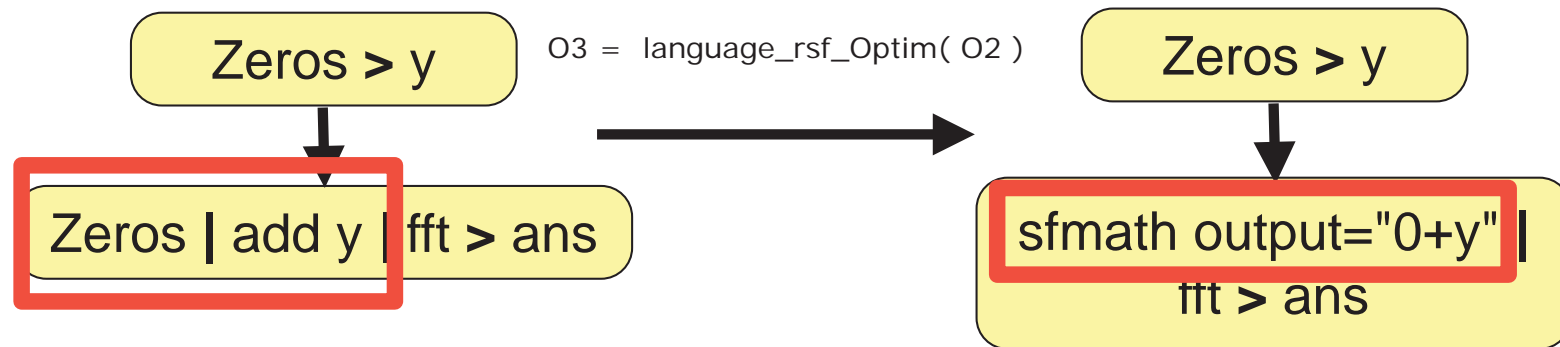 Zeros > y
O3 = language_rsf_Optim( O2 )
Zeros > y
Zeros | add y | fft > ans
sfmath output="0+y" |
fft > ans